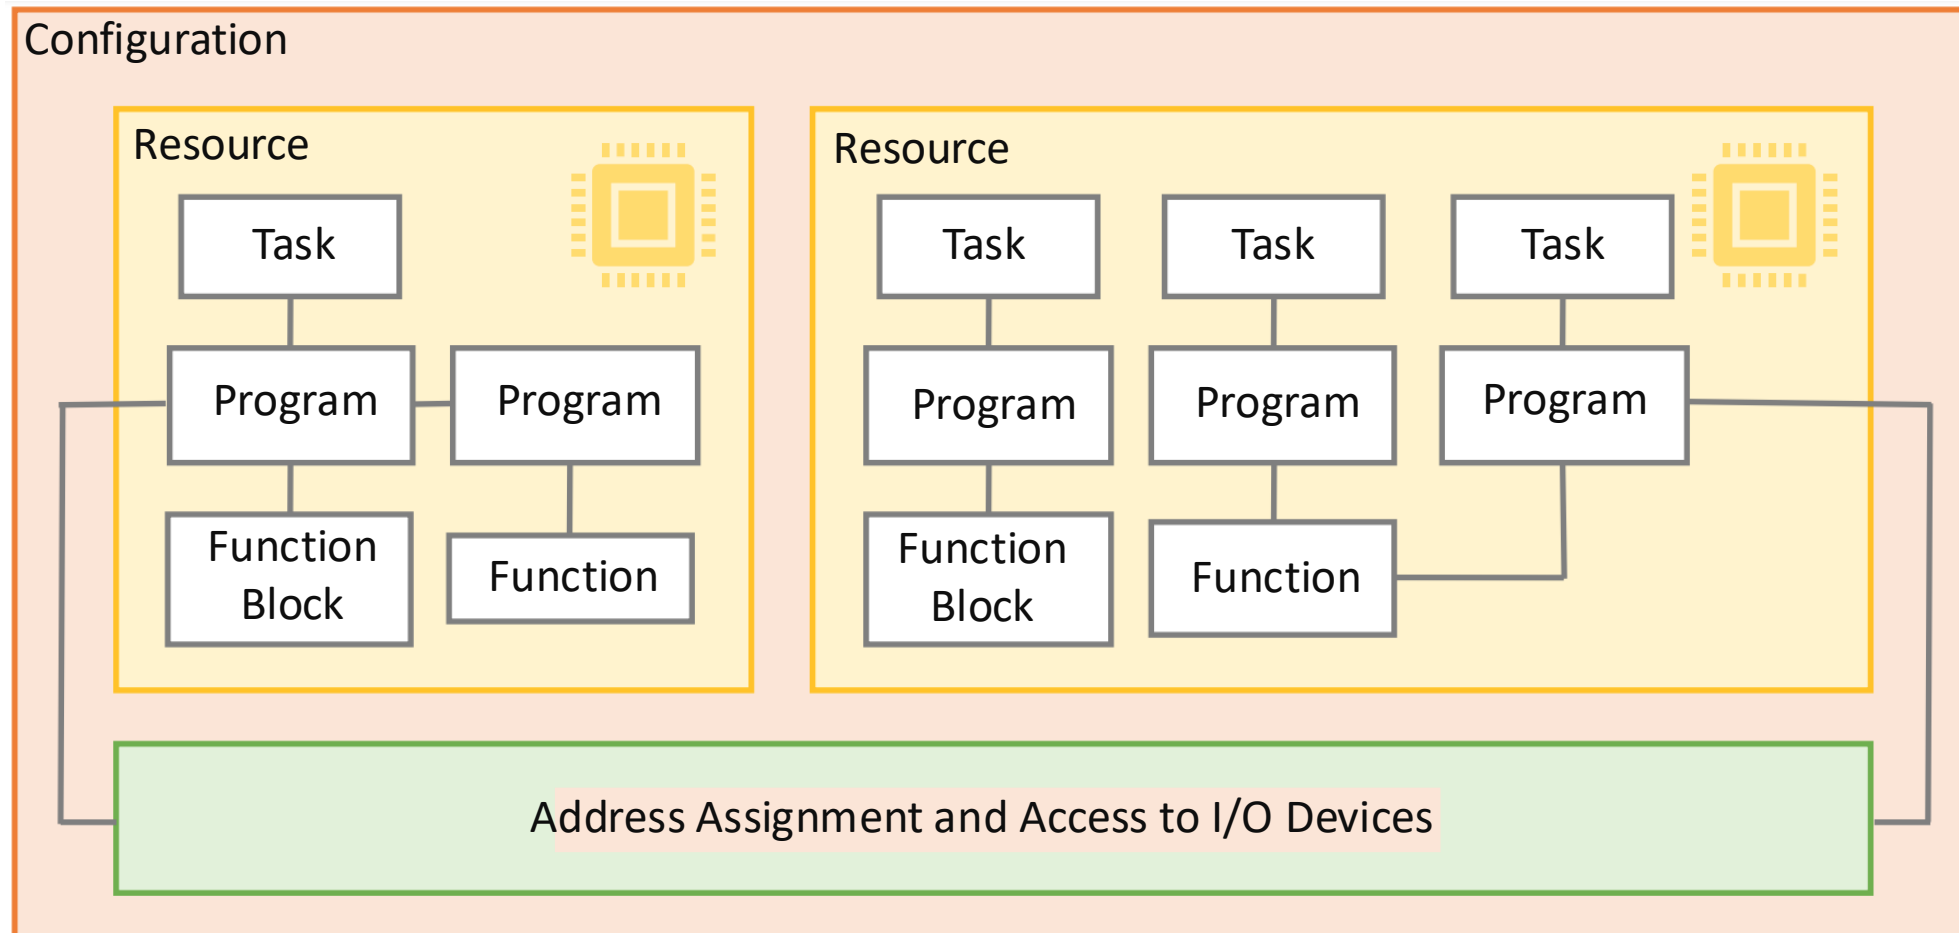 Configuration
Resource
Task
Program
Program
Function
Block
Function
Resource
Task
Task
Task
Program
Program
Program
Function
Block
Function
Address Assignment and Access to I/O Devices